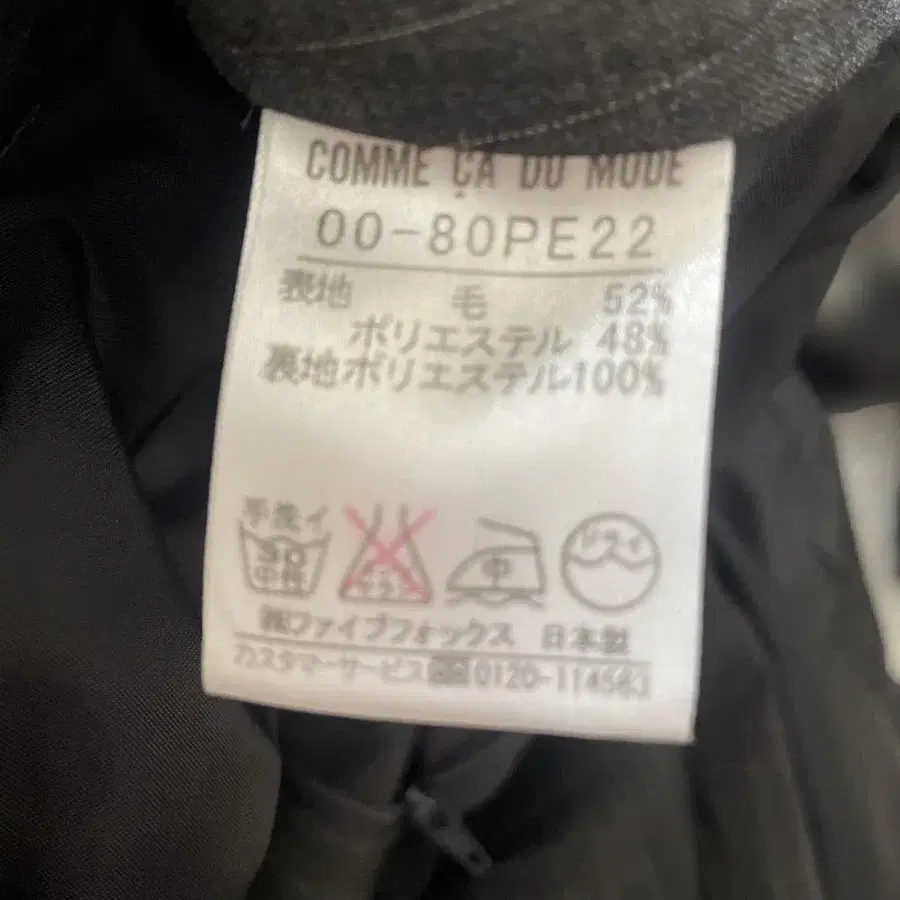 COMME ÇA DU MODE
00-80PE22
表地 毛 52%
ポリエステル 48%
裏地ポリエステル100%
手洗イ
30
中性
中
ドライ
㈱ファイブフォックス 日本製
カスタマーサービス 0120-114563